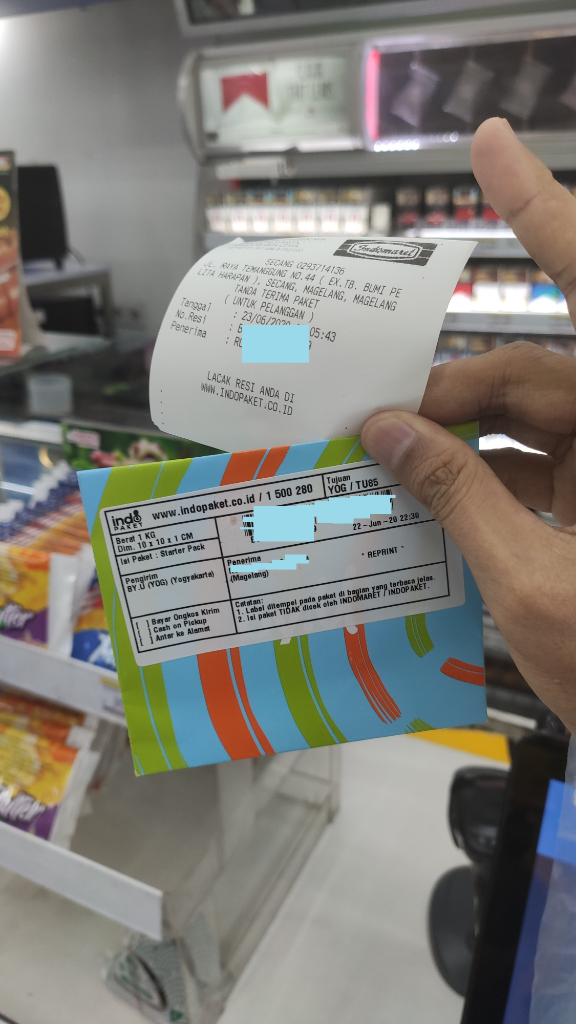 Indomaret
SECANG 0293714136
JL. RAYA TEMANGGUNG NO.44 ( EX.TB. BUMI PE
LITA HARAPAN ), SECANG, MAGELANG, MAGELANG
TANDA TERIMA PAKET
( UNTUK PELANGGAN )
Tanggal : 23/06/2020 05:43
No.Resi :
Penerima : RU
LACAK RESI ANDA DI
WWW.INDOPAKET.CO.ID
indo PAKET
www.indopaket.co.id / 1 500 280
Tujuan
YOG / TU85
Berat 1 KG
Dim. 10 x 10 x 1 CM
Isi Paket : Starter Pack
22 - Jun - 20 22:30
Pengirim
BY.U (YOG) (Yogyakarta)
Penerima
(Magelang)
* REPRINT *
[ ] Bayar Ongkos Kirim
Cash on Pickup
Antar ke Alamat
Catatan:
1. Label ditempel pada paket di bagian yang terbaca jelas.
2. Isi paket TIDAK dicek oleh INDOMARET / INDOPAKET.